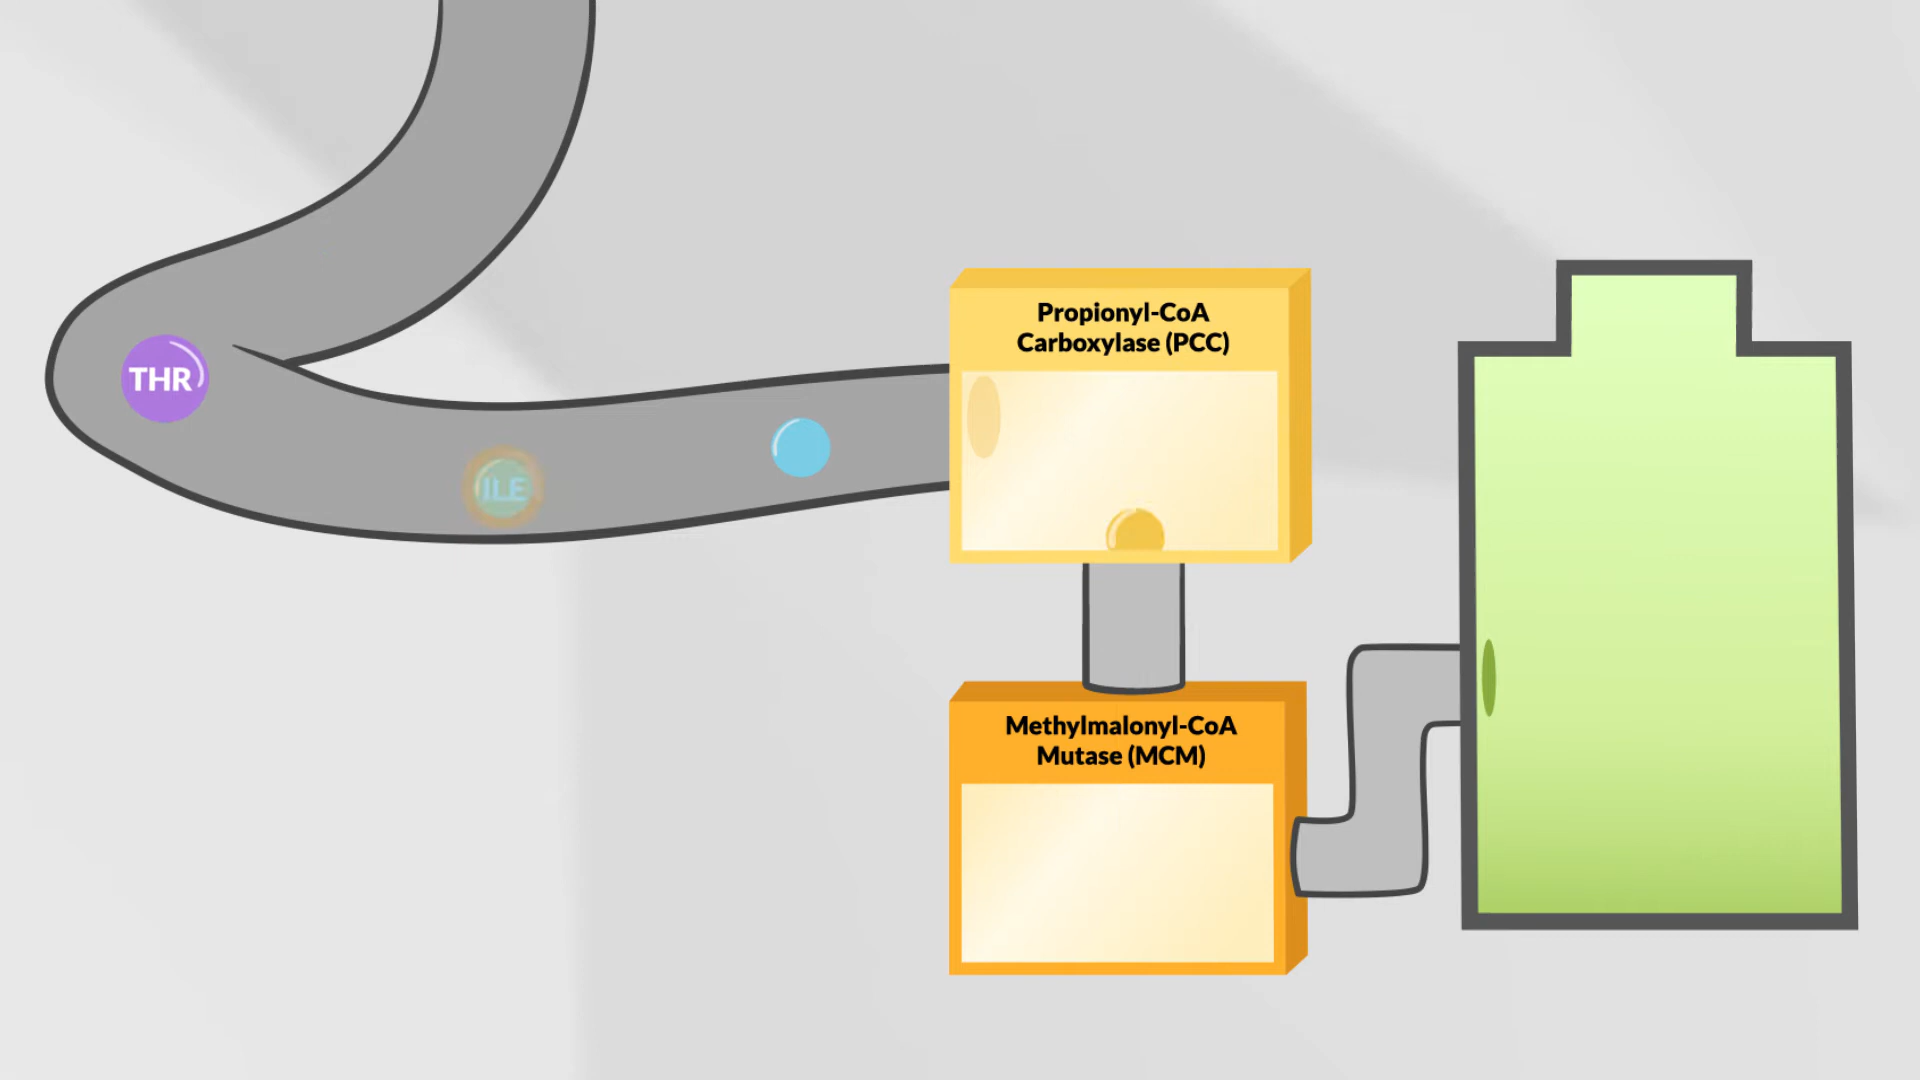 Propionyl-CoA
Carboxylase (PCC)
THR
ILE
Methylmalonyl-CoA
Mutase (MCM)